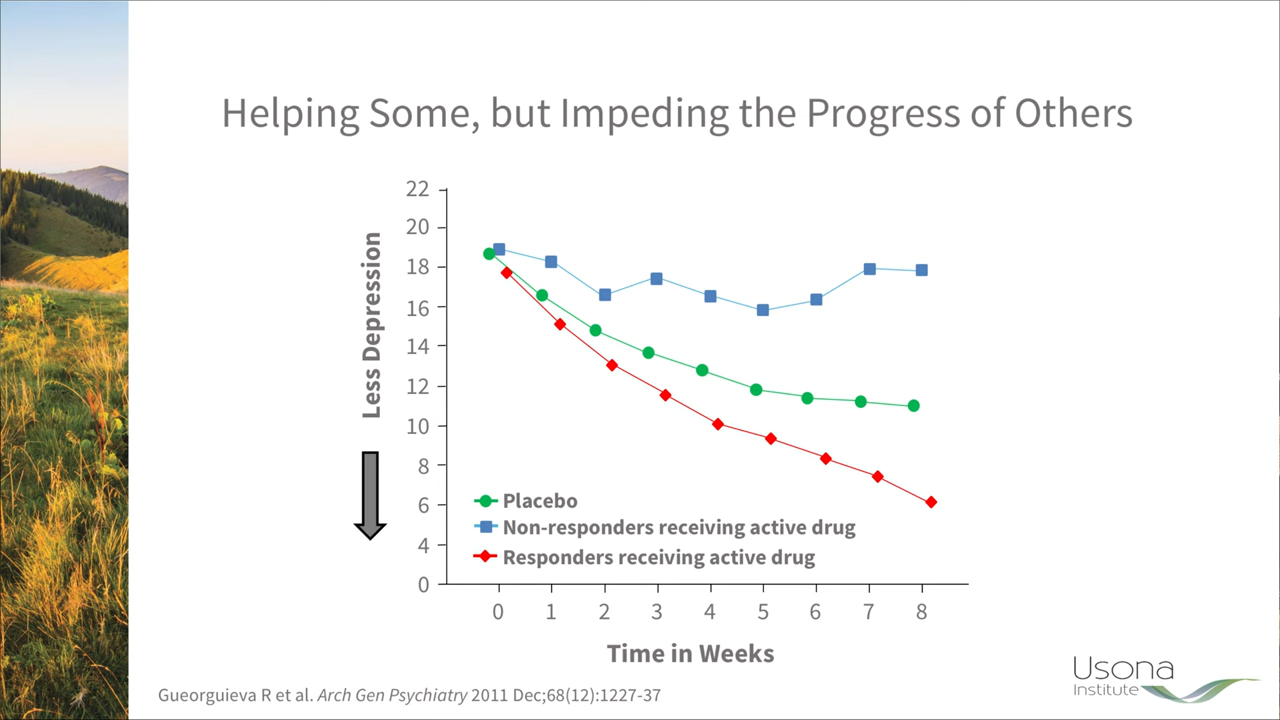 Helping Some, but Impeding the Progress of Others
Less Depression
22
20
18
16
14
12
10
8
6
4
0
Placebo
Non-responders receiving active drug
Responders receiving active drug
0 1 2 3 4 5 6 7 8
Time in Weeks
Gueorguieva R et al. Arch Gen Psychiatry 2011 Dec;68(12):1227-37
Usona
Institute